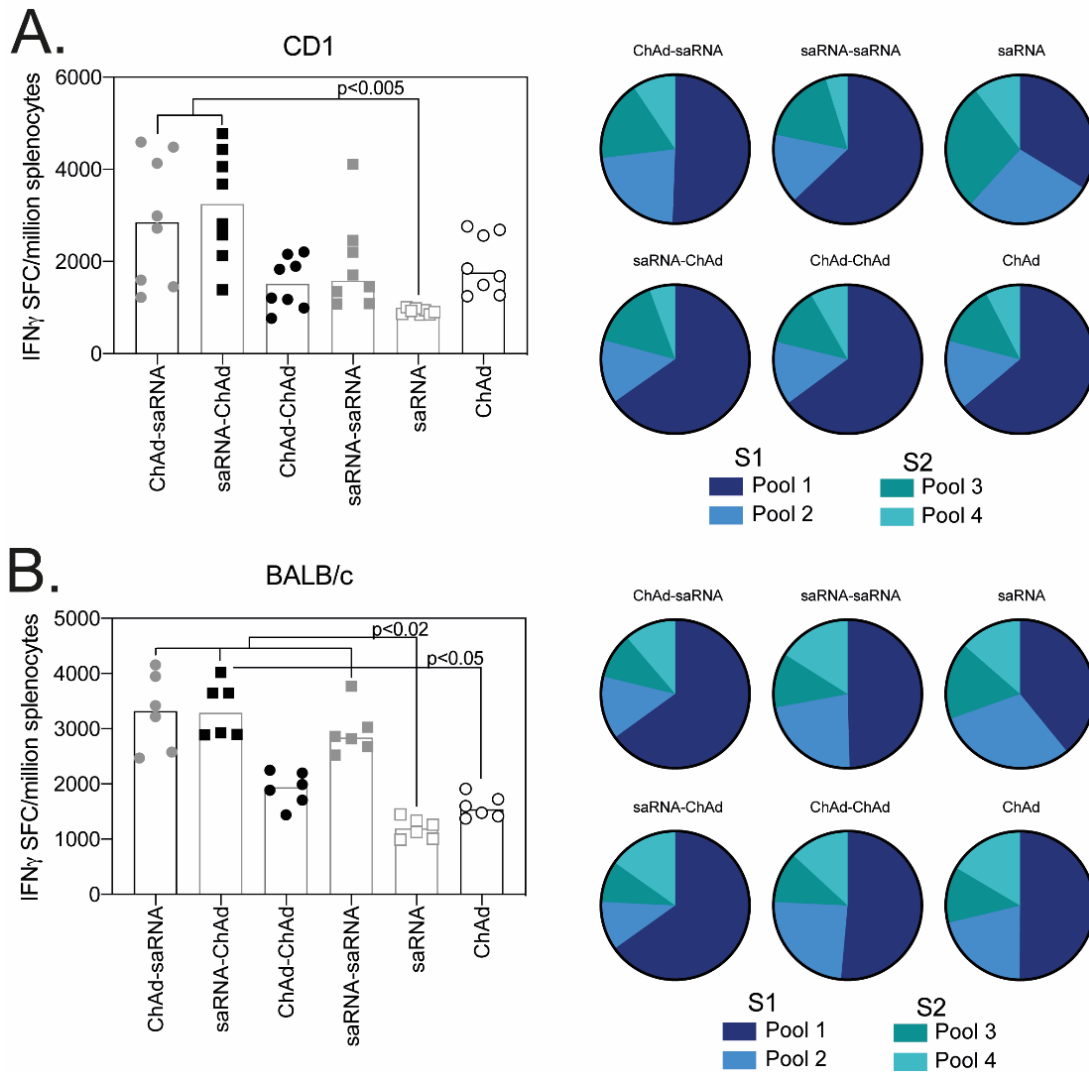 A.
CD1
6000
4000
2000
0
IFNγ SFC/million splenocytes
p<0.005
ChAd-saRNA
saRNA-ChAd
ChAd-ChAd
saRNA-saRNA
saRNA
ChAd
ChAd-saRNA saRNA-saRNA saRNA
saRNA-ChAd ChAd-ChAd ChAd
S1 S2
Pool 1 Pool 3
Pool 2 Pool 4
B.
BALB/c
5000
4000
3000
2000
1000
0
IFNγ SFC/million splenocytes
p<0.02
p<0.05
ChAd-saRNA
saRNA-ChAd
ChAd-ChAd
saRNA-saRNA
saRNA
ChAd
ChAd-saRNA saRNA-saRNA saRNA
saRNA-ChAd ChAd-ChAd ChAd
S1 S2
Pool 1 Pool 3
Pool 2 Pool 4